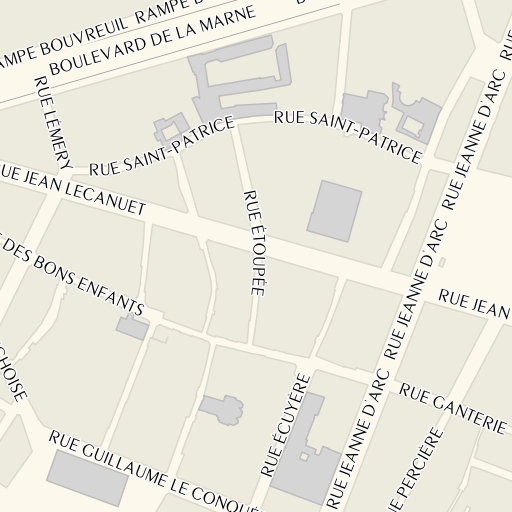 RAMPE BOUVREUIL
RAMPE
BOULEVARD DE LA MARNE
RUE LÉMERY
RUE SAINT-PATRICE
RUE SAINT-PATRICE
RUE JEANNE D'ARC
RUE JEAN LECANUET
RUE ÉTOUPÉE
DES BONS ENFANTS
RUE JEANNE D'ARC
RUE JEAN
RUE JEANNE D'ARC
RUE ÉCUYÈRE
RUE GANTERIE
RUE GUILLAUME LE CONQUÉ
RUE PERCIÈRE